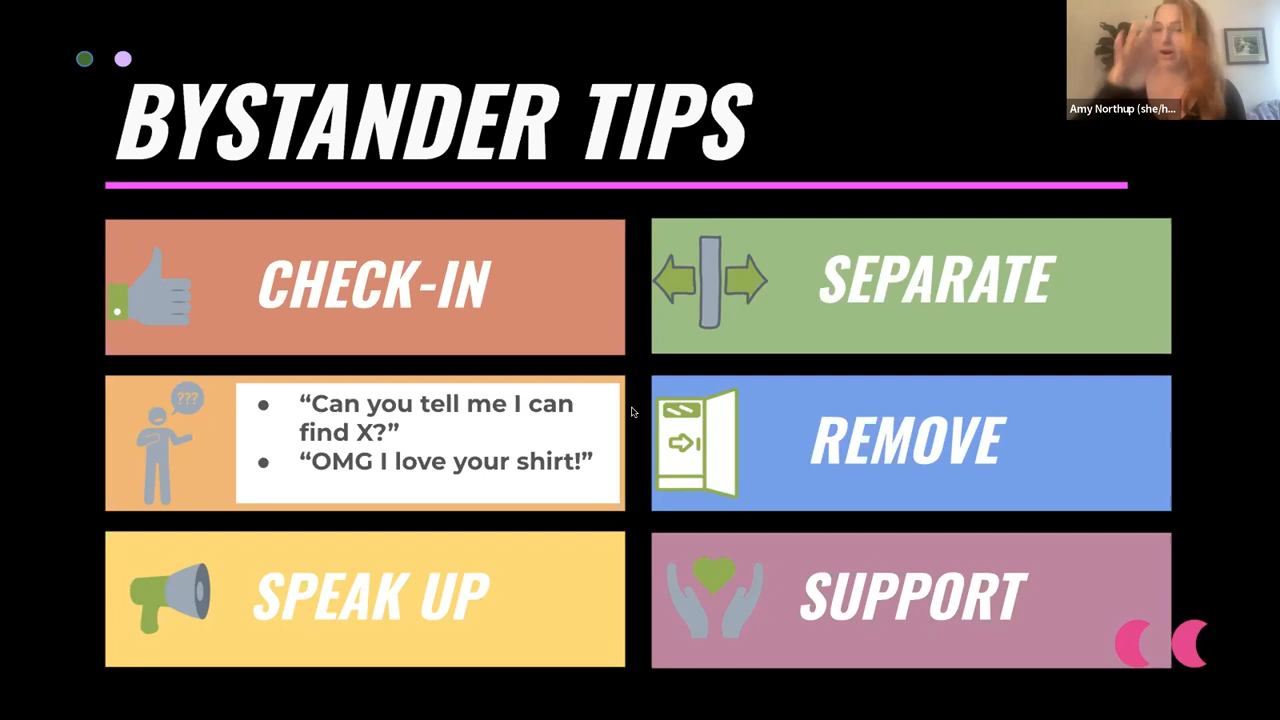 Amy Northup (she/h...
BYSTANDER TIPS
CHECK-IN
SEPARATE
???
● “Can you tell me I can
find X?”
● “OMG I love your shirt!”
REMOVE
SPEAK UP
SUPPORT